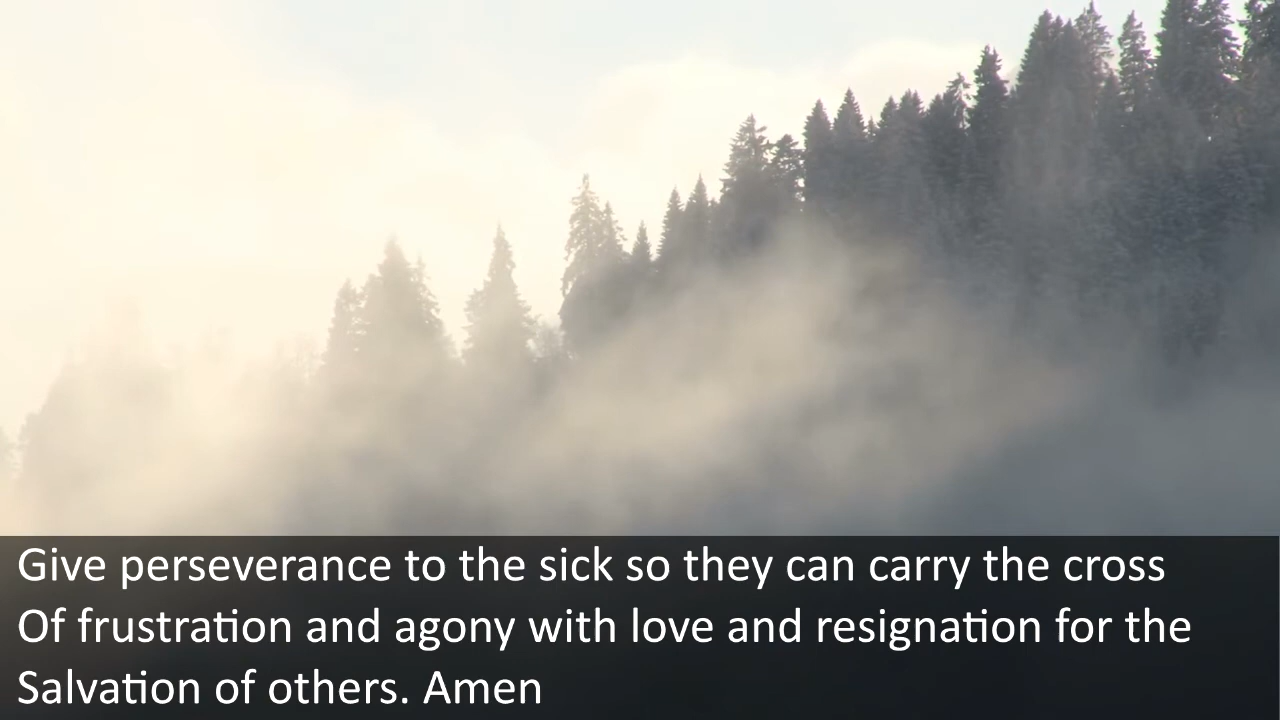 Give perseverance to the sick so they can carry the cross
Of frustration and agony with love and resignation for the
Salvation of others. Amen